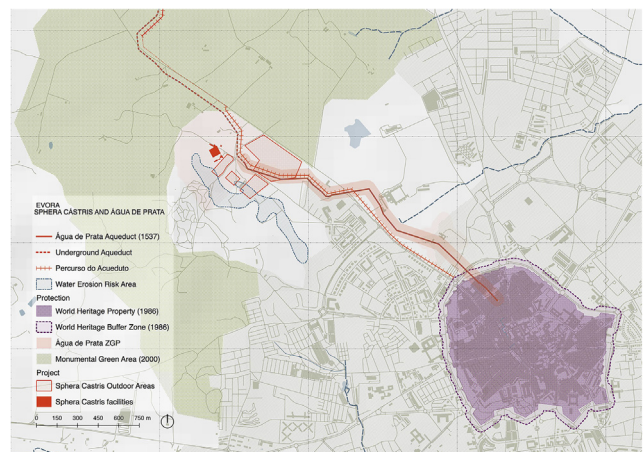 EVORA
SPHERA CASTRIS AND ÁGUA DE PRATA
Água de Prata Aqueduct (1537)
Underground Aqueduct
Percurso do Acueduto
Water Erosion Risk Area
Protection
World Heritage Property (1986)
World Heritage Buffer Zone (1986)
Água de Prata ZGP
Monumental Green Area (2000)
Project
Sphera Castris Outdoor Areas
Sphera Castris facilities
0 150 300 450 600 750 m